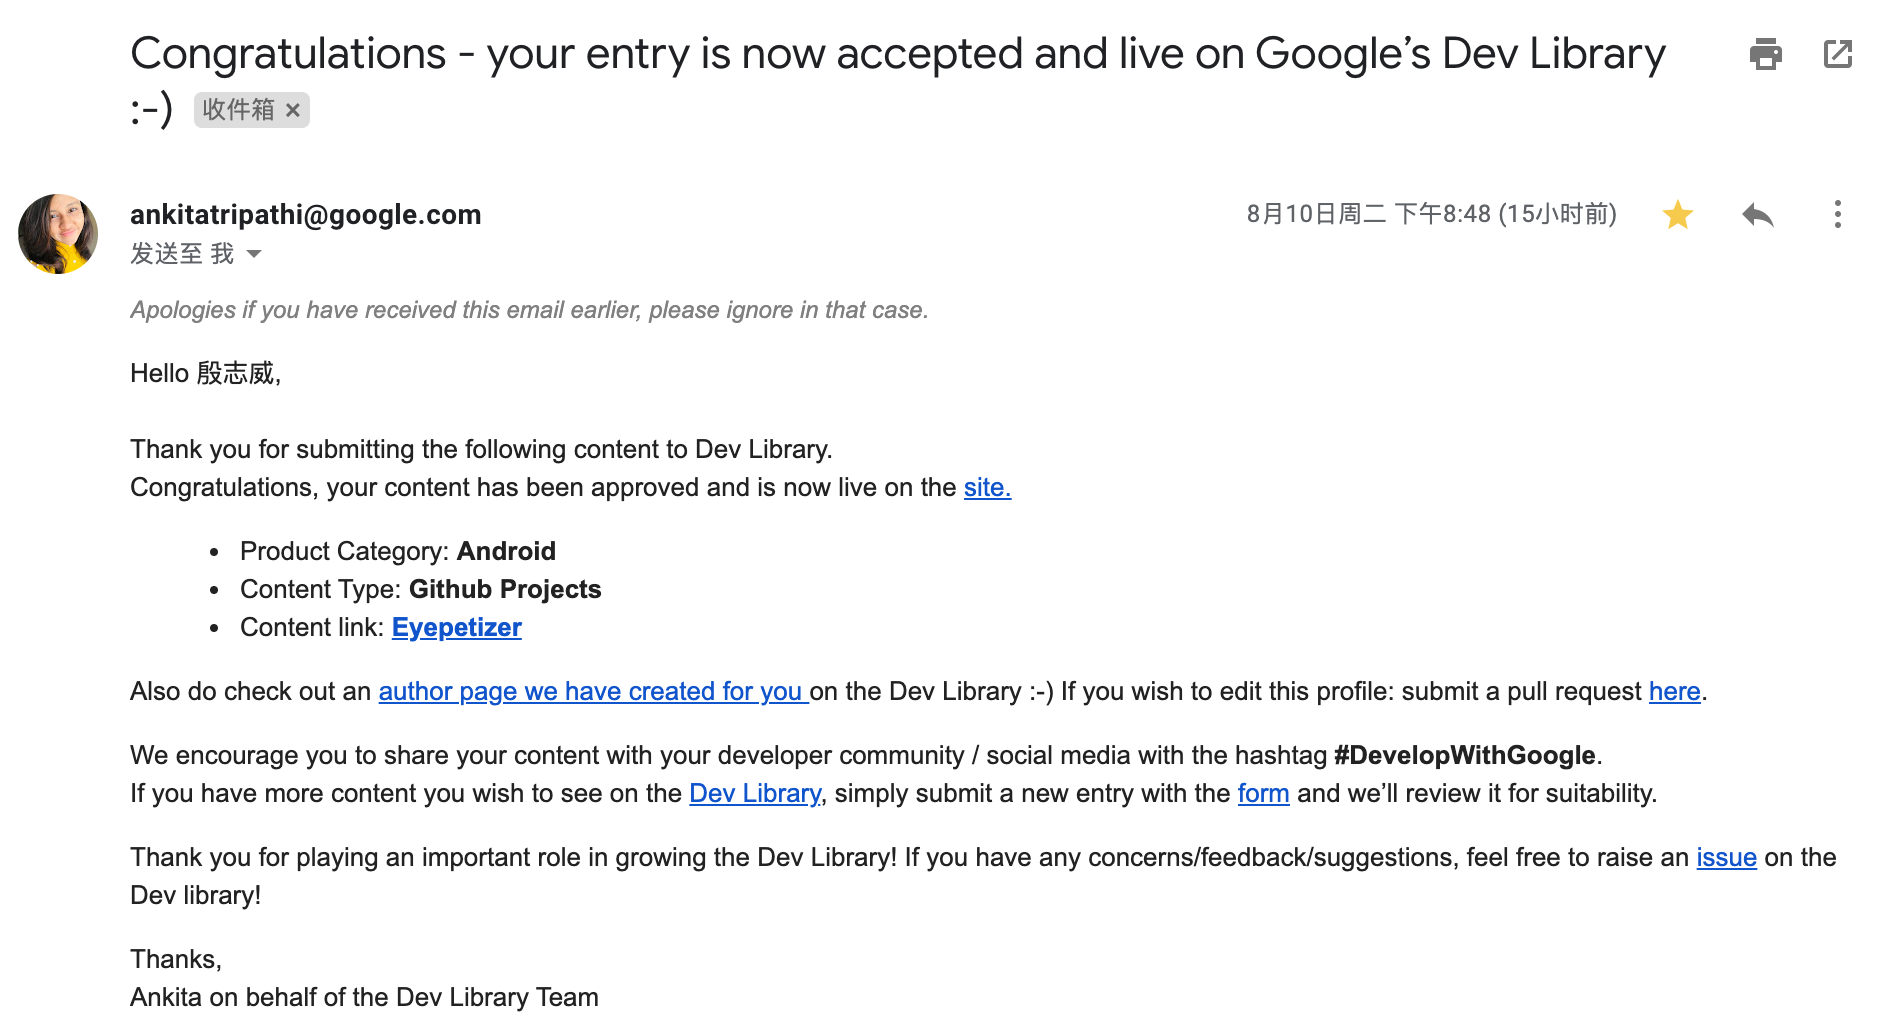 Congratulations - your entry is now accepted and live on Google’s Dev Library
:-) 收件箱 ×
ankitatripathi@google.com
8月10日周二 下午8:48 (15小时前)
发送至 我
Apologies if you have received this email earlier, please ignore in that case.
Hello 殷志威,
Thank you for submitting the following content to Dev Library.
Congratulations, your content has been approved and is now live on the site.
• Product Category: Android
• Content Type: Github Projects
• Content link: Eyepetizer
Also do check out an author page we have created for you on the Dev Library :-) If you wish to edit this profile: submit a pull request here.
We encourage you to share your content with your developer community / social media with the hashtag #DevelopWithGoogle.
If you have more content you wish to see on the Dev Library, simply submit a new entry with the form and we’ll review it for suitability.
Thank you for playing an important role in growing the Dev Library! If you have any concerns/feedback/suggestions, feel free to raise an issue on the
Dev library!
Thanks,
Ankita on behalf of the Dev Library Team